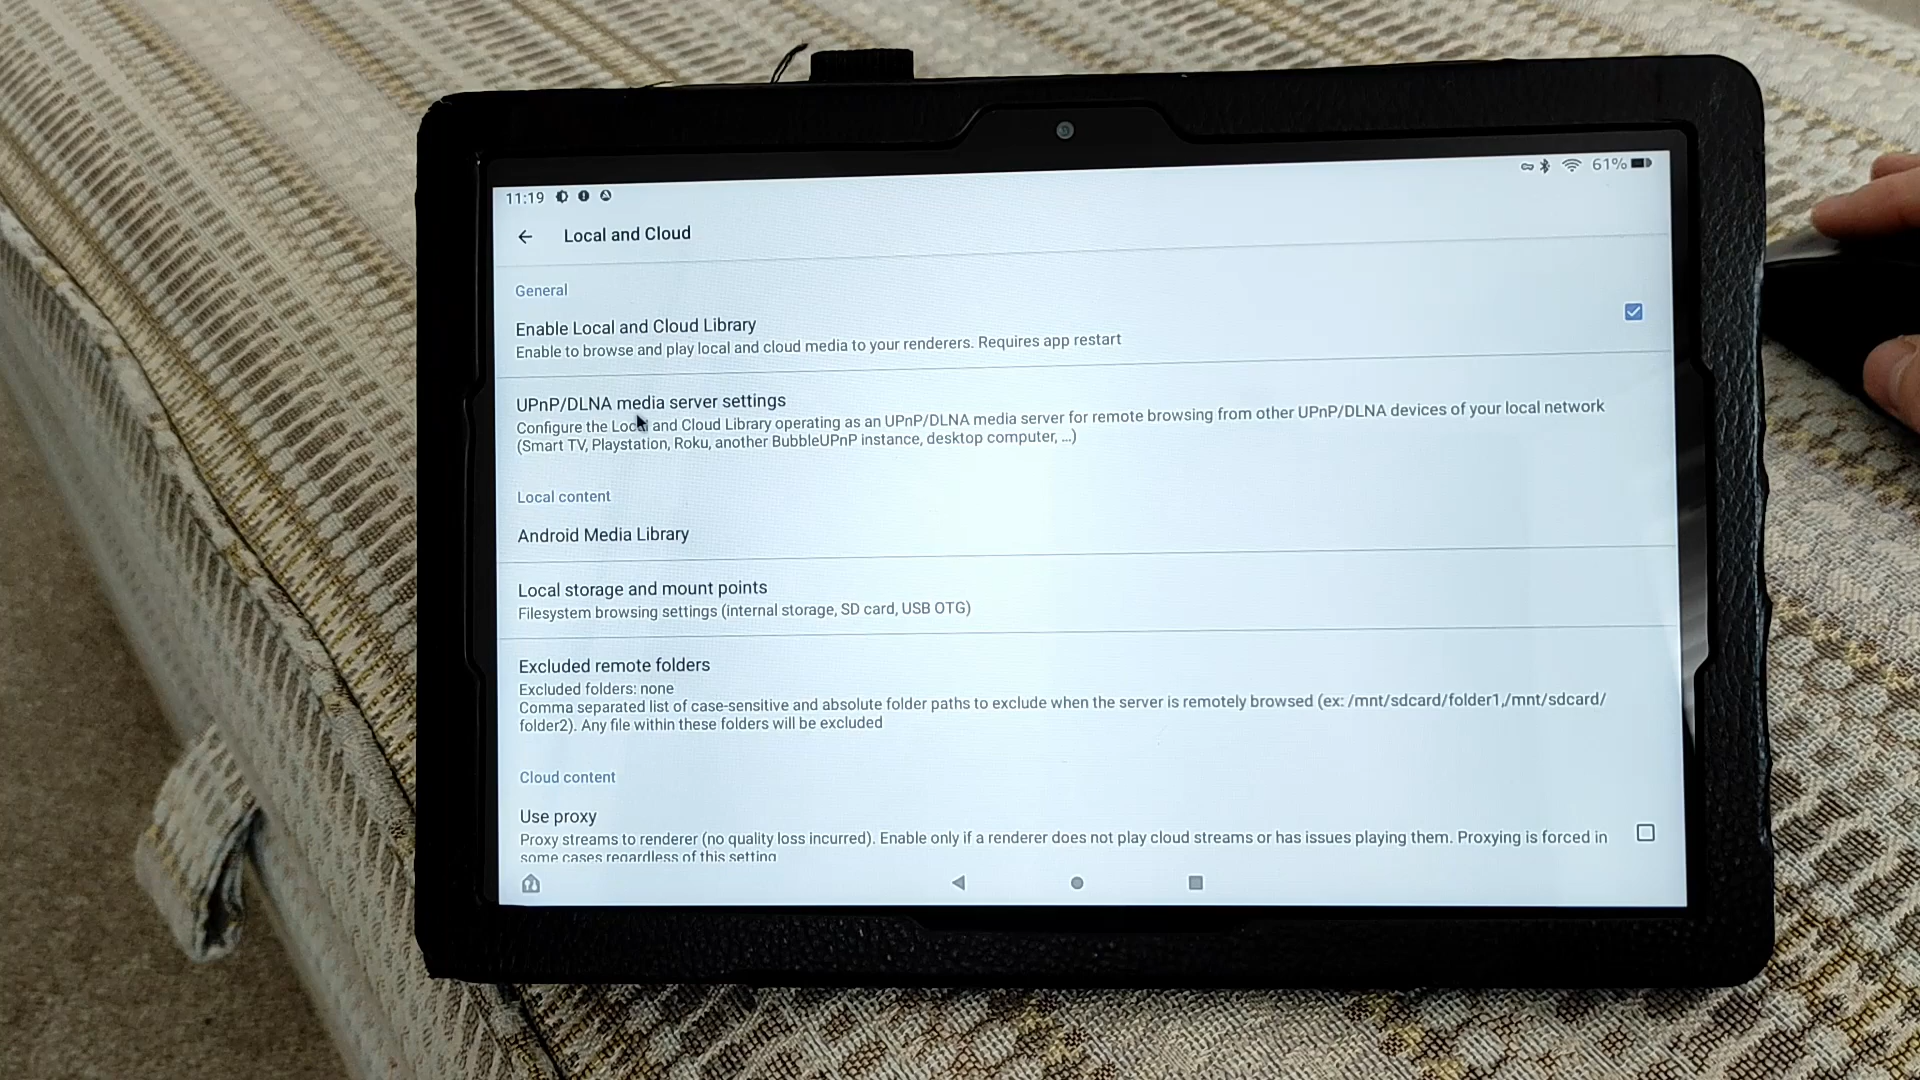 11:19
61%
Local and Cloud
General
Enable Local and Cloud Library
Enable to browse and play local and cloud media to your renderers. Requires app restart
UPnP/DLNA media server settings
Configure the Local and Cloud Library operating as an UPnP/DLNA media server for remote browsing from other UPnP/DLNA devices of your local network
(Smart TV, Playstation, Roku, another BubbleUPnP instance, desktop computer, ...)
Local content
Android Media Library
Local storage and mount points
Filesystem browsing settings (internal storage, SD card, USB OTG)
Excluded remote folders
Excluded folders: none
Comma separated list of case-sensitive and absolute folder paths to exclude when the server is remotely browsed (ex: /mnt/sdcard/folder1,/mnt/sdcard/
folder2). Any file within these folders will be excluded
Cloud content
Use proxy
Proxy streams to renderer (no quality loss incurred). Enable only if a renderer does not play cloud streams or has issues playing them. Proxying is forced in
some cases regardless of this setting